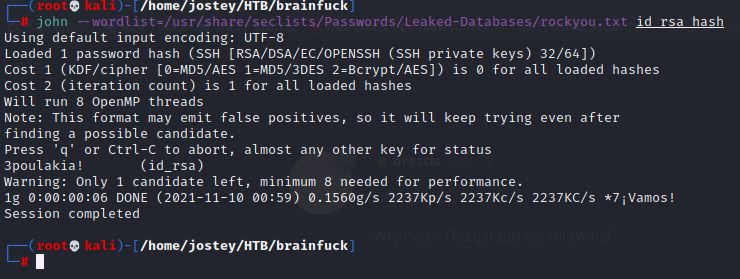 ┌──(root💀kali)-[/home/jostey/HTB/brainfuck]
└─# john --wordlist=/usr/share/seclists/Passwords/Leaked-Databases/rockyou.txt id_rsa_hash
Using default input encoding: UTF-8
Loaded 1 password hash (SSH [RSA/DSA/EC/OPENSSH (SSH private keys) 32/64])
Cost 1 (KDF/cipher [0=MD5/AES 1=MD5/3DES 2=Bcrypt/AES]) is 0 for all loaded hashes
Cost 2 (iteration count) is 1 for all loaded hashes
Will run 8 OpenMP threads
Note: This format may emit false positives, so it will keep trying even after
finding a possible candidate.
Press 'q' or Ctrl-C to abort, almost any other key for status
3poulakia!       (id_rsa)
orestis
Warning: Only 1 candidate left, minimum 8 needed for performance.
1g 0:00:00:06 DONE (2021-11-10 00:59) 0.1560g/s 2237Kp/s 2237Kc/s 2237KC/s *7¡Vamos!
Session completed
Wejmvse - Fbtkqal zqb rso rnl cwihsf
┌──(root💀kali)-[/home/jostey/HTB/brainfuck]
└─#